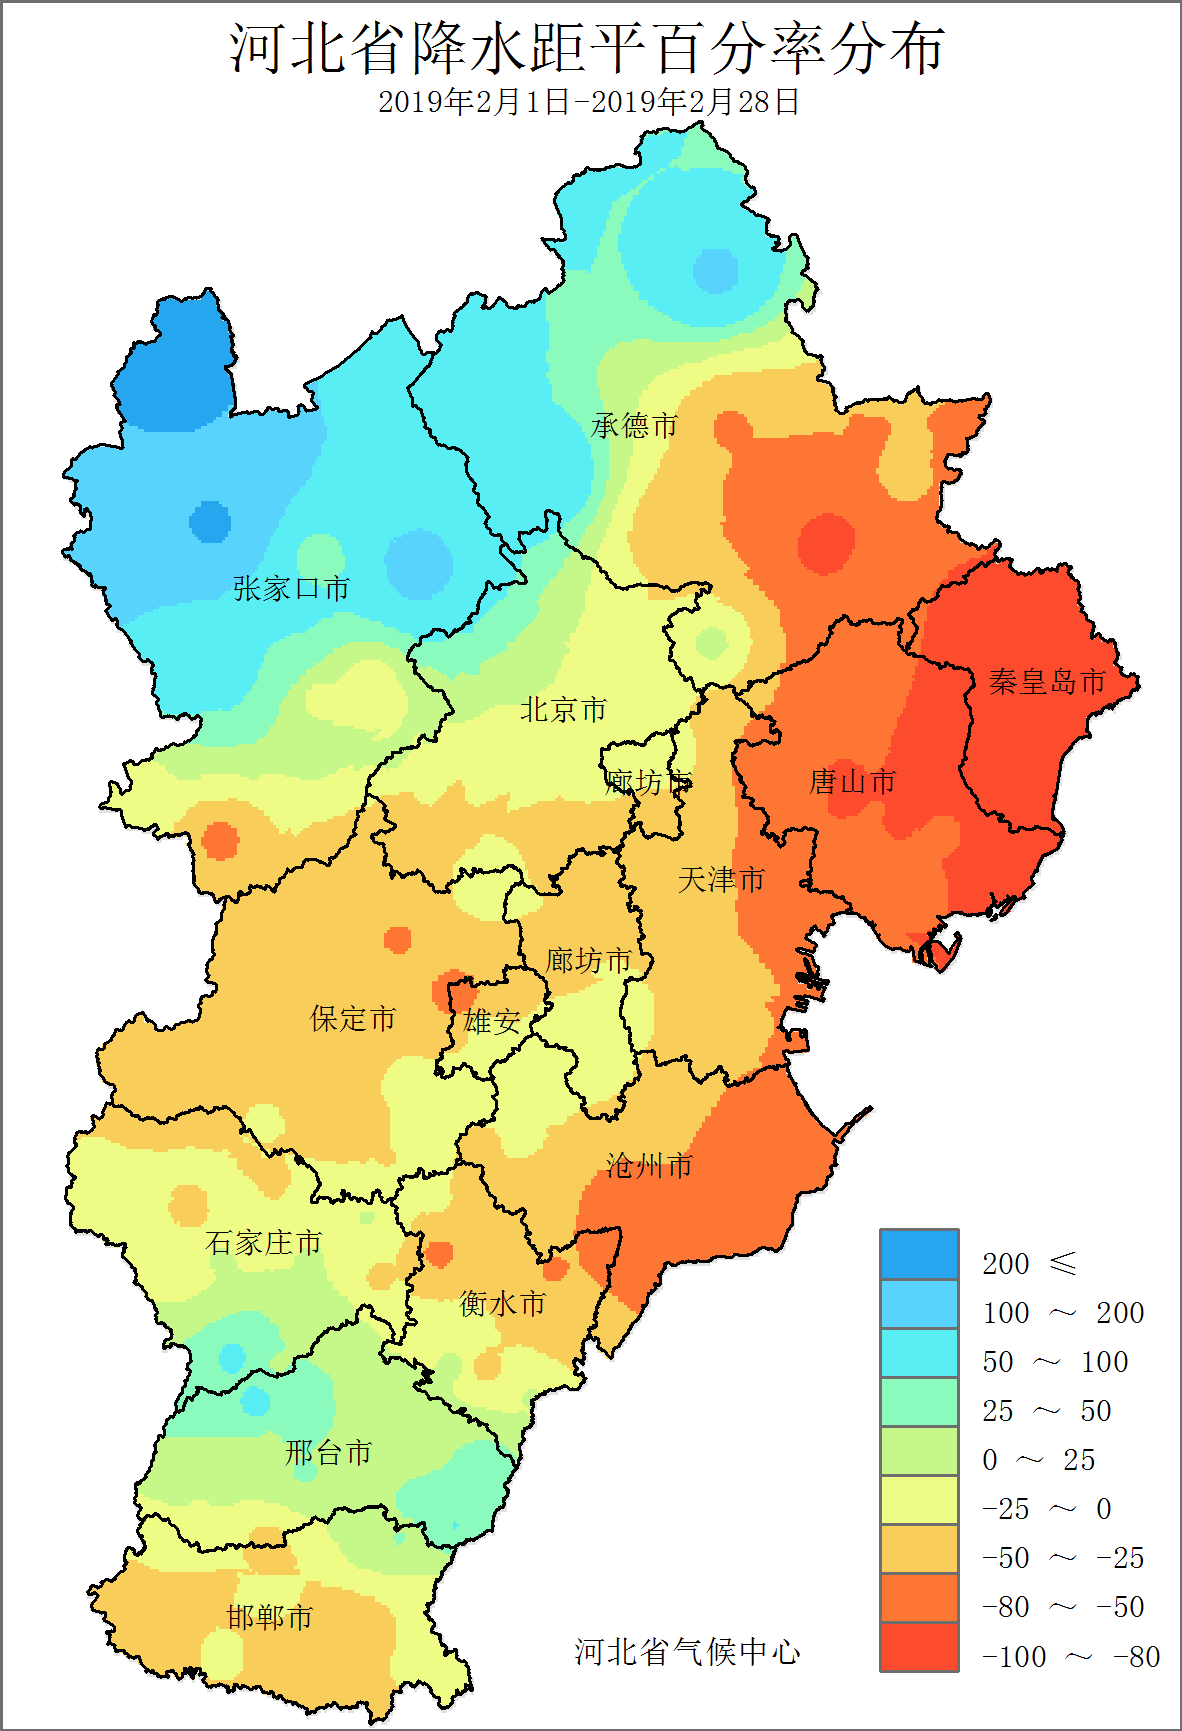 河北省降水距平百分率分布
2019年2月1日-2019年2月28日
承德市
张家口市
秦皇岛市
北京市
廊坊市
唐山市
天津市
廊坊市
保定市
雄安
沧州市
石家庄市
衡水市
邢台市
邯郸市
200 ≤
100 ～ 200
50 ～ 100
25 ～ 50
0 ～ 25
-25 ～ 0
-50 ～ -25
-80 ～ -50
-100 ～ -80
河北省气候中心